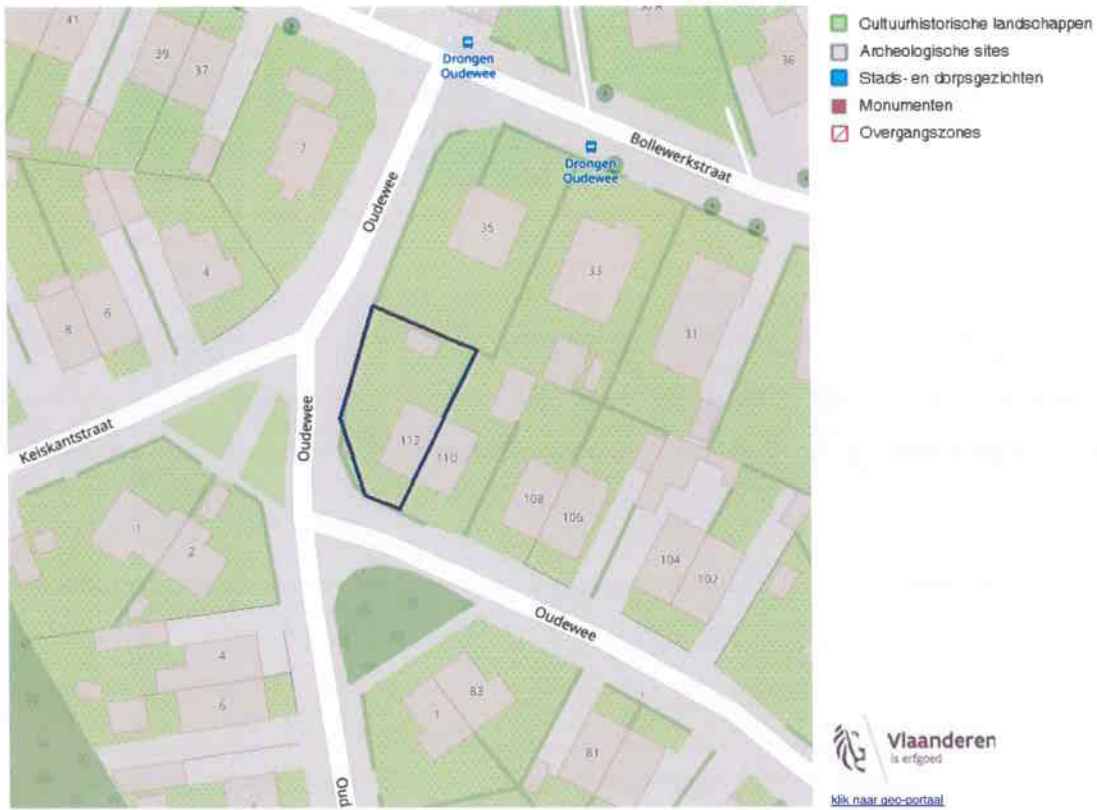 41
39
37
7
36
Drongen
Oudewee
Drongen
Oudewee
Bollewerkstraat
Oudewee
35
33
31
4
6
8
Keiskantstraat
Oudewee
112
110
108
106
104
102
2
Oudewee
4
6
1
83
81
Oud
Cultuurhistorische landschappen
Archeologische sites
Stads- en dorpsgezichten
Monumenten
Overgangszones
Vlaanderen
is erfgoed
klik naar geo-portaal